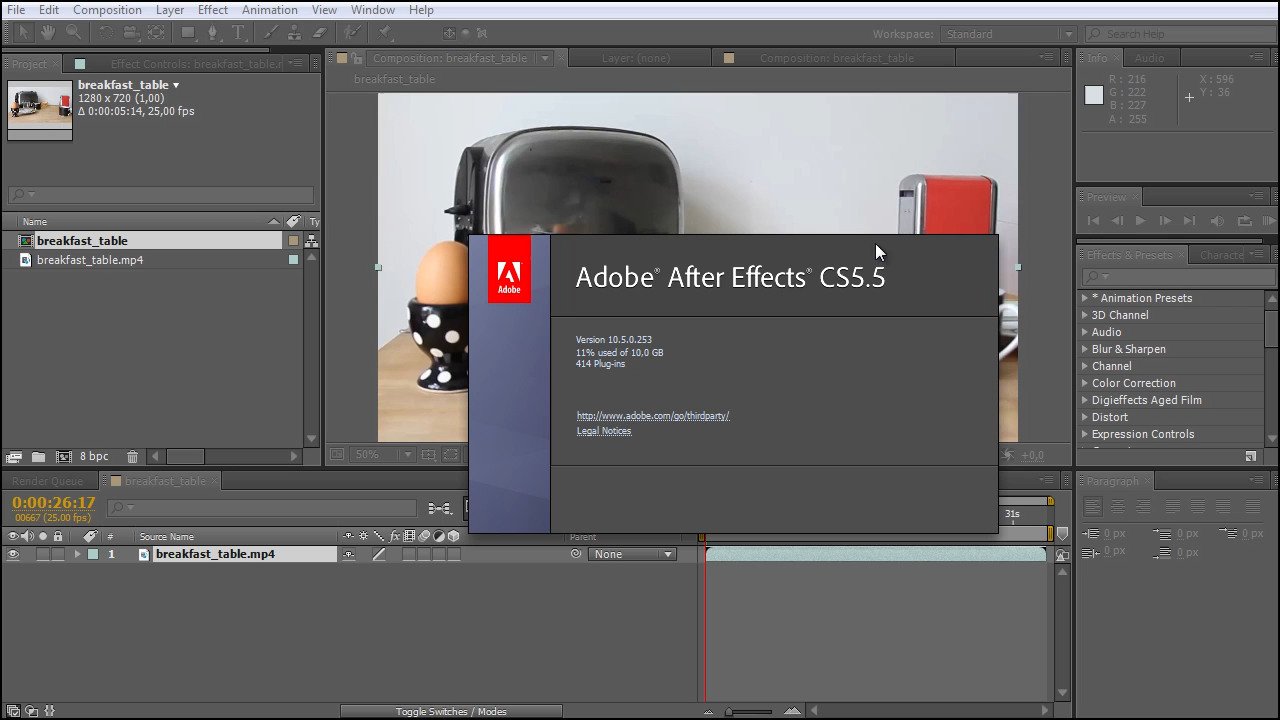 File Edit Composition Layer Effect Animation View Window Help
Workspace: Standard Search Help
Project Effect Controls: breakfast_table.m
Composition: breakfast_table Layer: (none) Composition: breakfast_table
Info Audio
breakfast_table
breakfast_table
1280 x 720 (1,00)
Δ 0:00:05:14, 25,00 fps
R : 216
G : 222
B : 227
A : 255
X : 596
Y : 36
Preview
Name Ty
breakfast_table
breakfast_table.mp4
8 bpc
Adobe
Adobe® After Effects® CS5.5
Version 10.5.0.253
11% used of 10,0 GB
414 Plug-ins
http://www.adobe.com/go/thirdparty/
Legal Notices
50%
+0,0
Effects & Presets Characte
* Animation Presets
3D Channel
Audio
Blur & Sharpen
Channel
Color Correction
Digieffects Aged Film
Distort
Expression Controls
Render Queue breakfast_table
0:00:26:17
00667 (25.00 fps)
31s
# Source Name Parent
1 breakfast_table.mp4 None
Toggle Switches / Modes
Paragraph
0 px 0 px 0 px
0 px 0 px